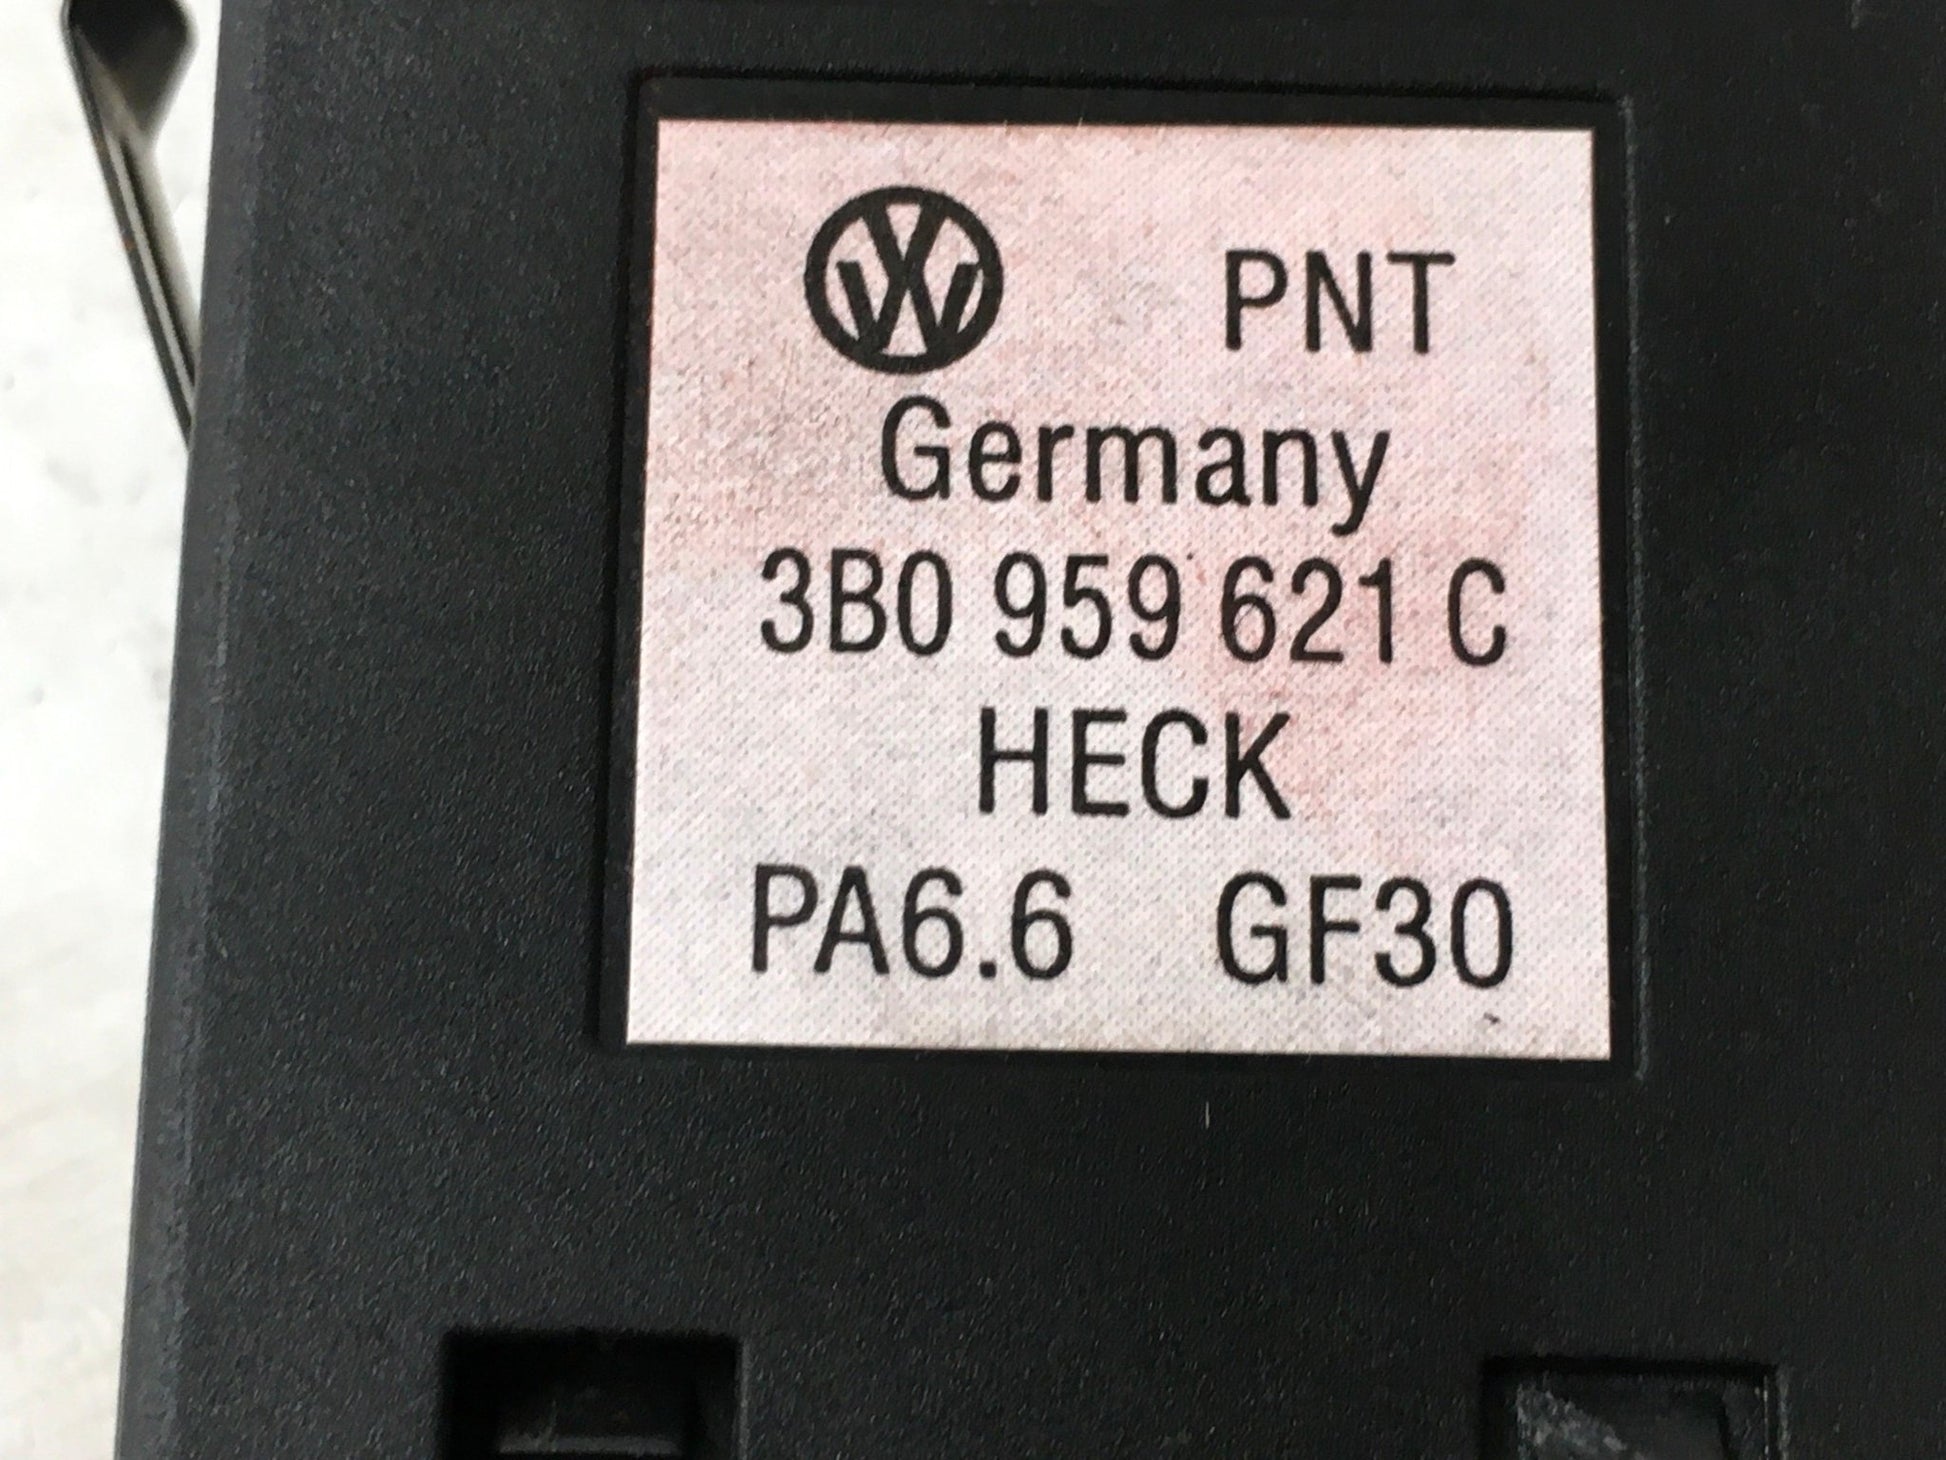 PNT
Germany
3B0 959 621 C
HECK
PA6.6 GF30